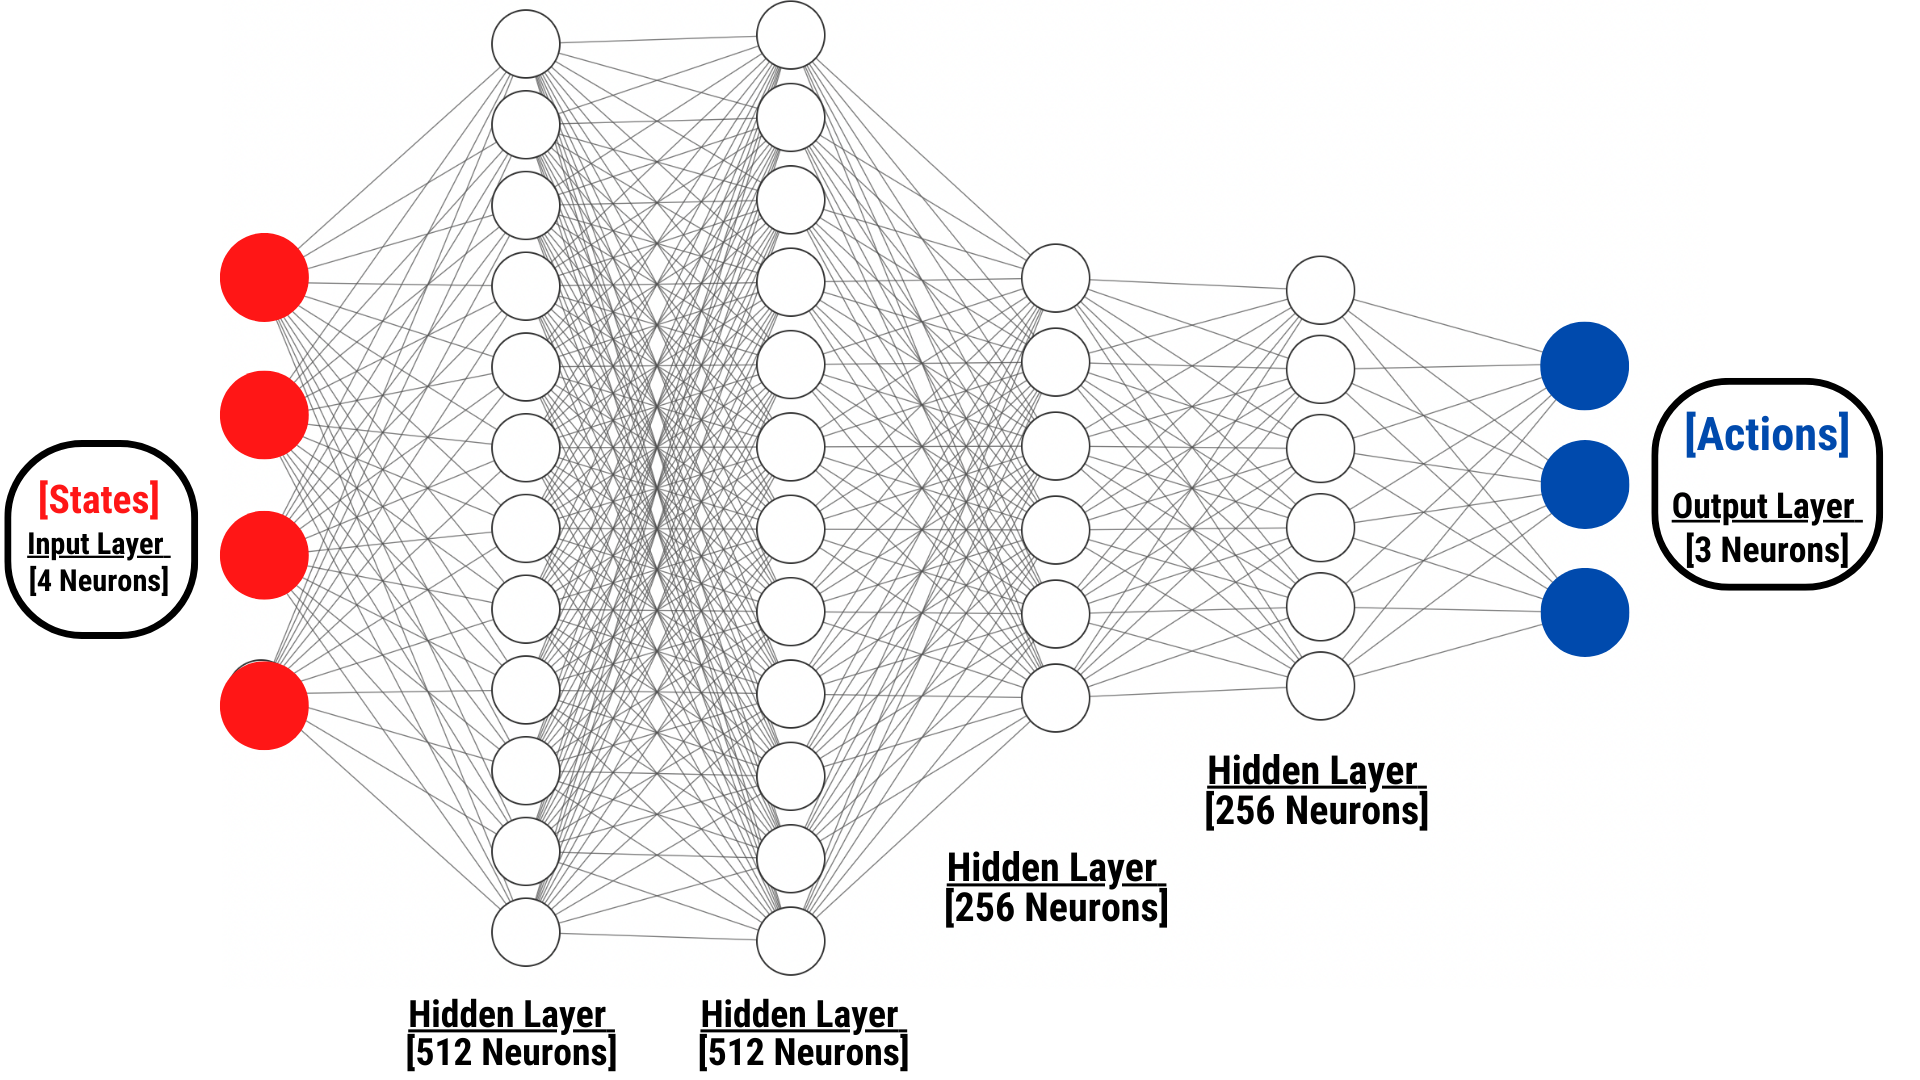 [States]
Input Layer
[4 Neurons]
Hidden Layer
[512 Neurons]
Hidden Layer
[512 Neurons]
Hidden Layer
[256 Neurons]
Hidden Layer
[256 Neurons]
[Actions]
Output Layer
[3 Neurons]